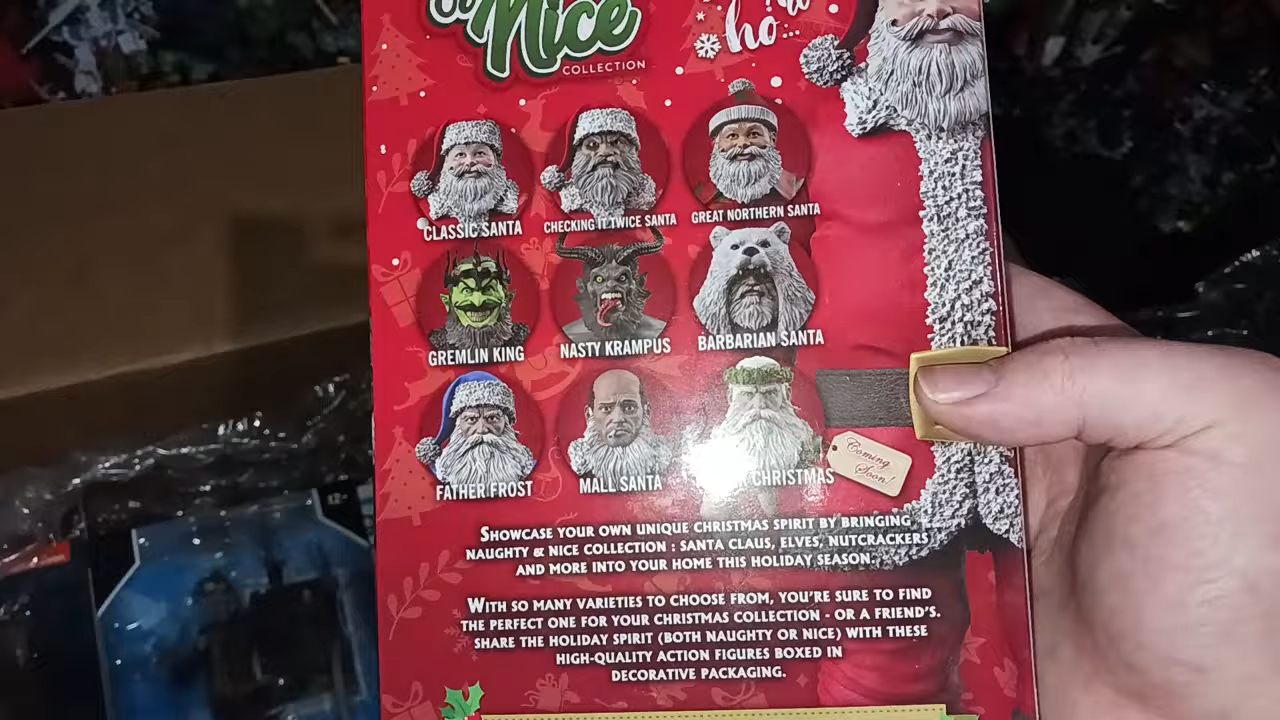 Nice
COLLECTION
ho...
CLASSIC SANTA
CHECKING IT TWICE SANTA
GREAT NORTHERN SANTA
GREMLIN KING
NASTY KRAMPUS
BARBARIAN SANTA
FATHER FROST
MALL SANTA
CHRISTMAS
Coming
Soon!
SHOWCASE YOUR OWN UNIQUE CHRISTMAS SPIRIT BY BRINGING
NAUGHTY & NICE COLLECTION : SANTA CLAUS, ELVES, NUTCRACKERS
AND MORE INTO YOUR HOME THIS HOLIDAY SEASON.
WITH SO MANY VARIETIES TO CHOOSE FROM, YOU'RE SURE TO FIND
THE PERFECT ONE FOR YOUR CHRISTMAS COLLECTION - OR A FRIEND'S.
SHARE THE HOLIDAY SPIRIT (BOTH NAUGHTY OR NICE) WITH THESE
HIGH-QUALITY ACTION FIGURES BOXED IN
DECORATIVE PACKAGING.